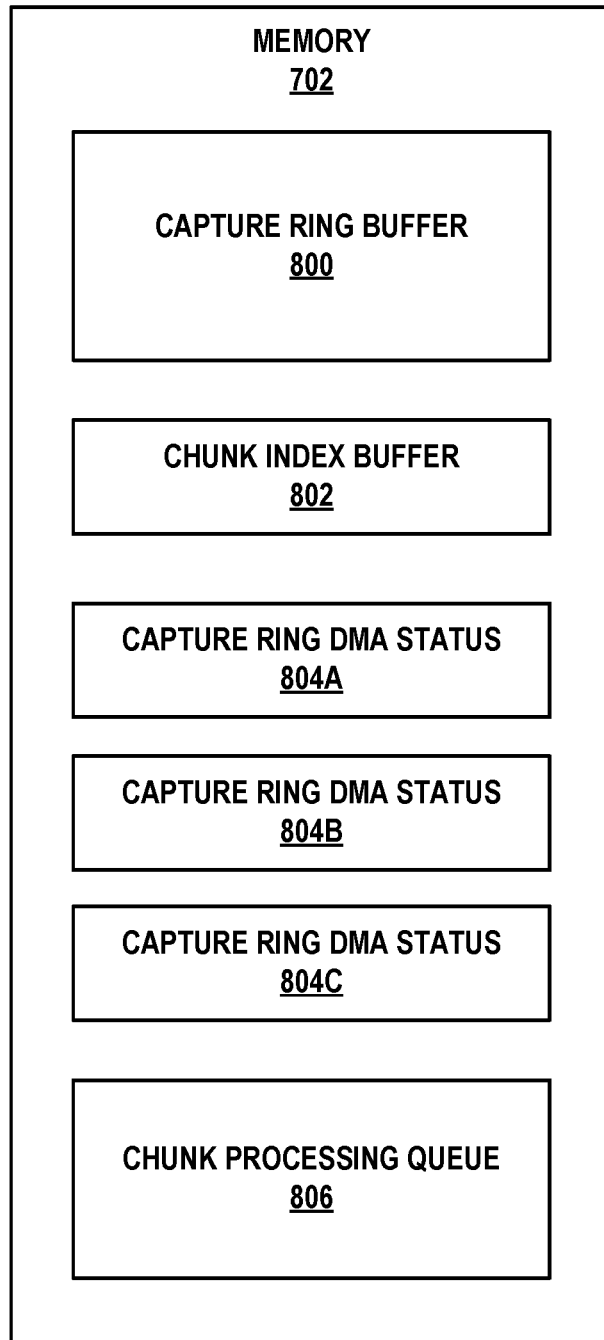 MEMORY
702
CAPTURE RING BUFFER
800
CHUNK INDEX BUFFER
802
CAPTURE RING DMA STATUS
804A
CAPTURE RING DMA STATUS
804B
CAPTURE RING DMA STATUS
804C
CHUNK PROCESSING QUEUE
806